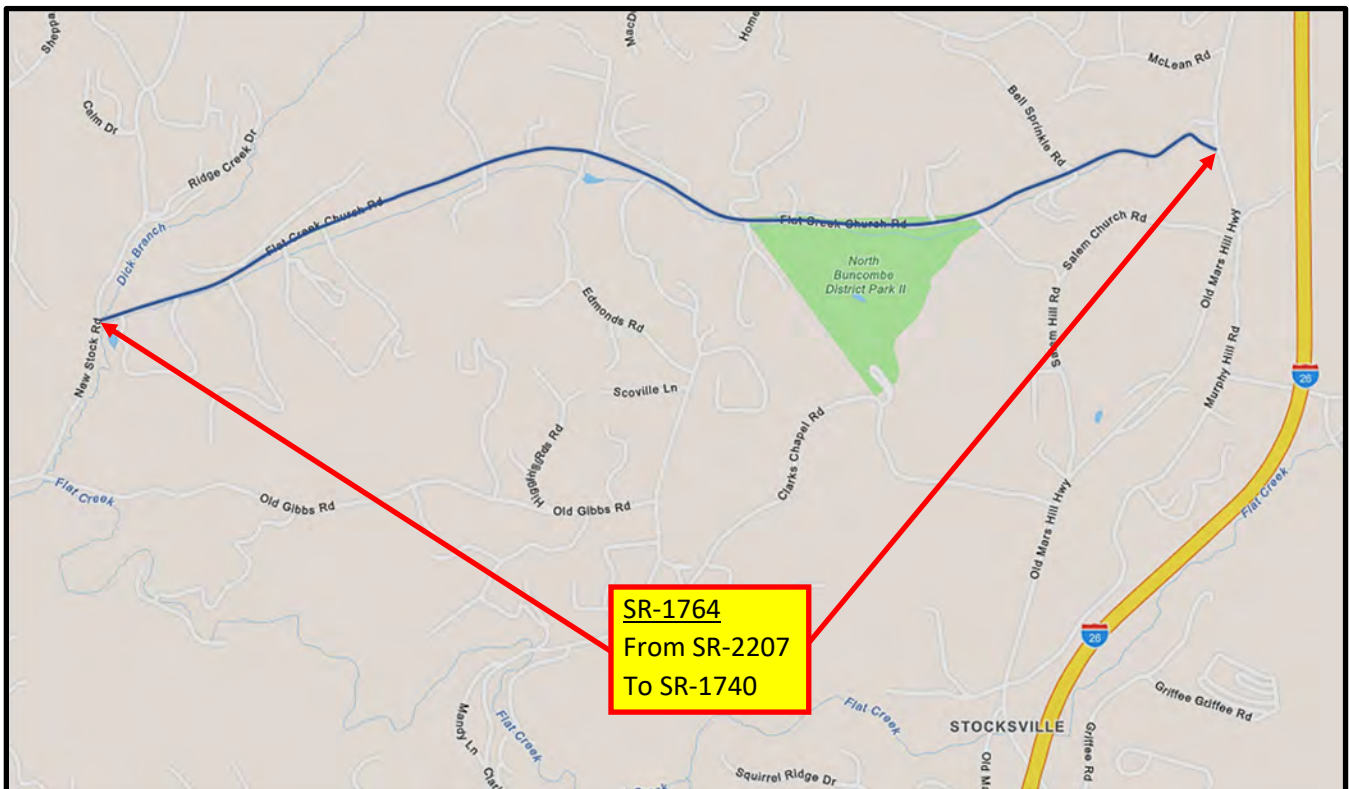 Calm Dr
Ridge Creek Dr
Dick Branch
Flat Creek Church Rd
New Stock Rd
Flat Creek
Old Gibbs Rd
Edmonds Rd
Scoville Ln
Old Gibbs Rd
Flat Creek Church Rd
North
Buncombe
District Park II
Clarks Chapel Rd
McLean Rd
Bell Sprinkle Rd
Salem Church Rd
Salem Hill Rd
Old Mars Hill Hwy
Murphy Hill Rd
26
Flat Creek
Old Mars Hill Hwy
26
SR-1764
From SR-2207
To SR-1740
Mandy Ln
Flat Creek
Flat Creek
STOCKSVILLE
Griffee Griffee Rd
Griffee Rd
Squirrel Ridge Dr